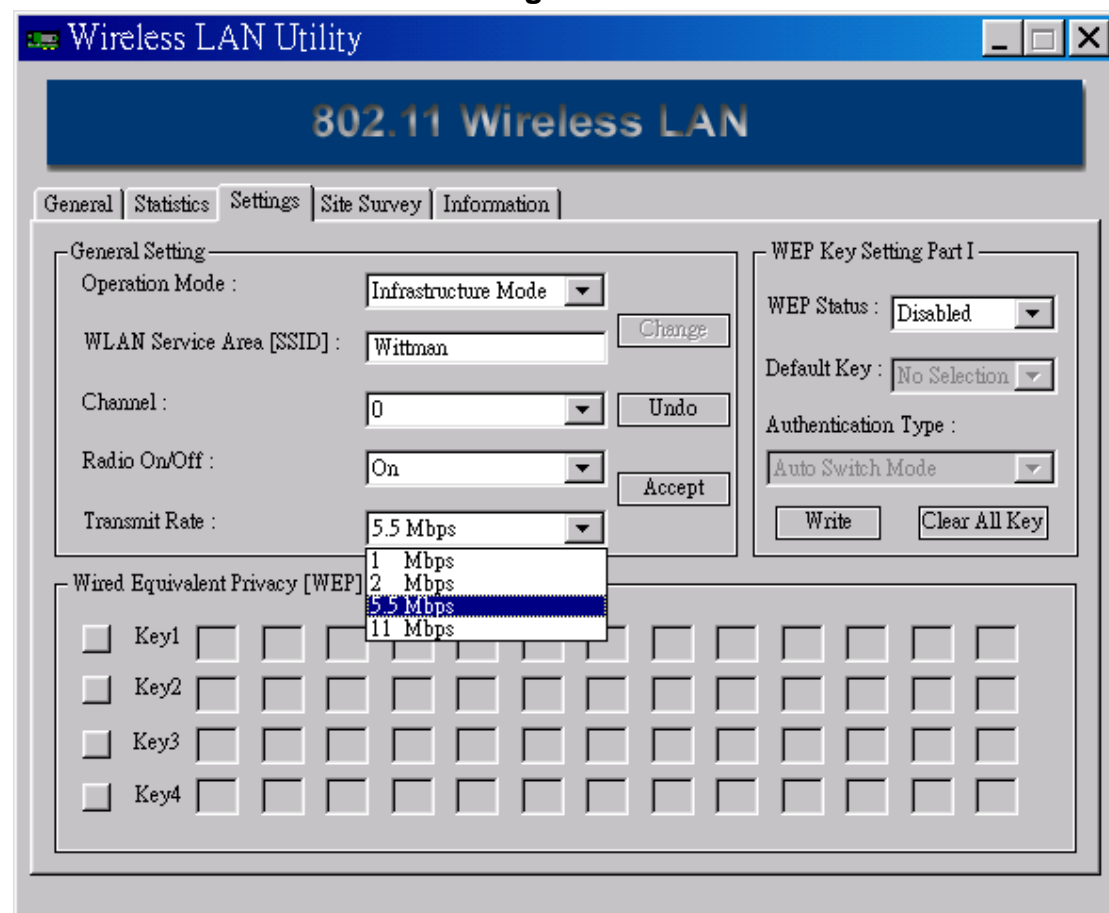 Wireless LAN Utility
802.11 Wireless LAN
General Statistics Settings Site Survey Information
General Setting
Operation Mode : Infrastructure Mode
WLAN Service Area [SSID] : Wittman
Change
Channel : 0
Undo
Radio On/Off : On
Accept
Transmit Rate : 5.5 Mbps
1 Mbps
2 Mbps
5.5 Mbps
11 Mbps
WEP Key Setting Part I
WEP Status : Disabled
Default Key : No Selection
Authentication Type :
Auto Switch Mode
Write Clear All Key
Wired Equivalent Privacy [WEP]
Key1
Key2
Key3
Key4